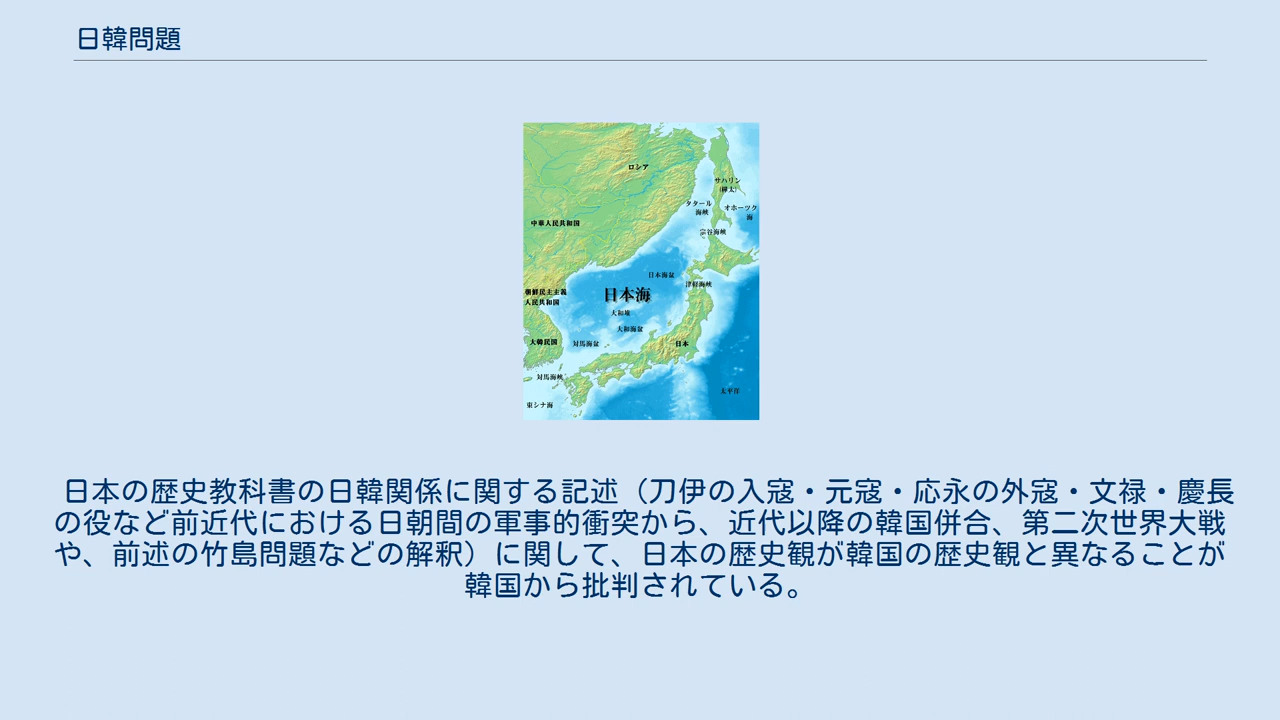 日韓問題
ロシア
サハリン
(樺太)
タタール
海峡
オホーツク
海
中華人民共和国
宗谷海峡
日本海盆
津軽海峡
朝鮮民主主義
人民共和国
日本海
大和堆
大和海盆
大韓民国
対馬海盆
日本
対馬海峡
太平洋
東シナ海
日本の歴史教科書の日韓関係に関する記述（刀伊の入寇・元寇・応永の外寇・文禄・慶長
の役など前近代における日朝間の軍事的衝突から、近代以降の韓国併合、第二次世界大戦
や、前述の竹島問題などの解釈）に関して、日本の歴史観が韓国の歴史観と異なることが
韓国から批判されている。